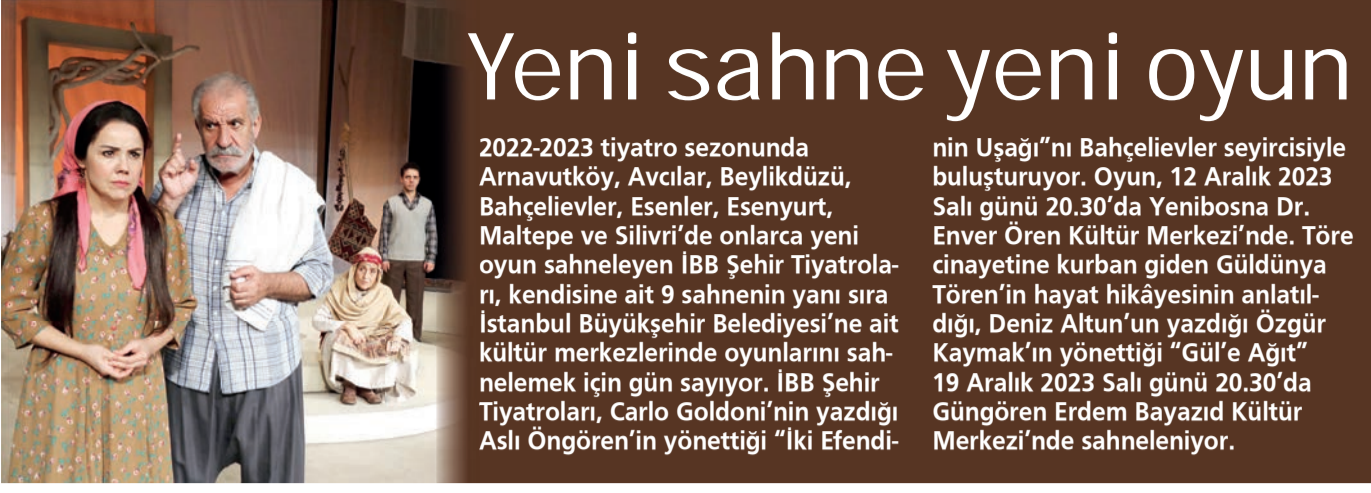 Yeni sahne yeni oyun
2022-2023 tiyatro sezonunda
Arnavutköy, Avcılar, Beylikdüzü,
Bahçelievler, Esenler, Esenyurt,
Maltepe ve Silivri’de onlarca yeni
oyun sahneleyen İBB Şehir Tiyatrola-
rı, kendisine ait 9 sahnenin yanı sıra
İstanbul Büyükşehir Belediyesi’ne ait
kültür merkezlerinde oyunlarını sah-
nelemek için gün sayıyor. İBB Şehir
Tiyatroları, Carlo Goldoni’nin yazdığı
Aslı Öngören’in yönettiği “İki Efendi-
nin Uşağı”nı Bahçelievler seyircisiyle
buluşturuyor. Oyun, 12 Aralık 2023
Salı günü 20.30’da Yenibosna Dr.
Enver Ören Kültür Merkezi’nde. Töre
cinayetine kurban giden Güldünya
Tören’in hayat hikâyesinin anlatıl-
dığı, Deniz Altun’un yazdığı Özgür
Kaymak’ın yönettiği “Gül’e Ağıt”
19 Aralık 2023 Salı günü 20.30’da
Güngören Erdem Bayazıd Kültür
Merkezi’nde sahneleniyor.